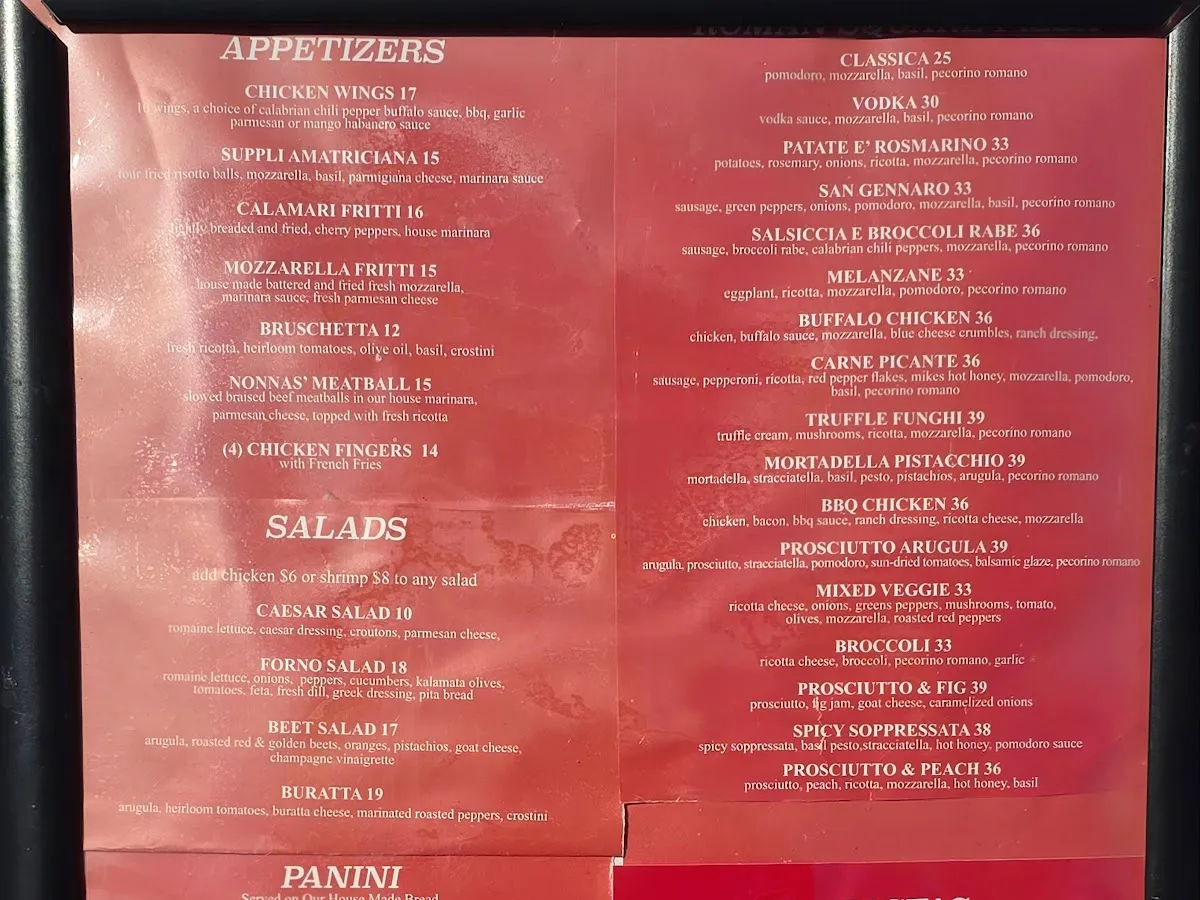 APPETIZERS
CHICKEN WINGS 17
10 wings, a choice of calabrian chili pepper buffalo sauce, bbq, garlic
parmesan or mango habanero sauce
SUPPLI AMATRICIANA 15
four fried risotto balls, mozzarella, basil, parmigiana cheese, marinara sauce
CALAMARI FRITTI 16
lightly breaded and fried, cherry peppers, house marinara
MOZZARELLA FRITTI 15
house made battered and fried fresh mozzarella,
marinara sauce, fresh parmesan cheese
BRUSCHETTA 12
fresh ricotta, heirloom tomatoes, olive oil, basil, crostini
NONNAS' MEATBALL 15
slowed braised beef meatballs in our house marinara,
parmesan cheese, topped with fresh ricotta
(4) CHICKEN FINGERS 14
with French Fries
SALADS
add chicken $6 or shrimp $8 to any salad
CAESAR SALAD 10
romaine lettuce, caesar dressing, croutons, parmesan cheese,
FORNO SALAD 18
romaine lettuce, onions, peppers, cucumbers, kalamata olives,
tomatoes, feta, fresh dill, greek dressing, pita bread
BEET SALAD 17
arugula, roasted red & golden beets, oranges, pistachios, goat cheese,
champagne vinaigrette
BURATTA 19
arugula, heirloom tomatoes, buratta cheese, marinated roasted peppers, crostini
PANINI
Served on Our House Made Bread
ROMAN SQUARE PIZZA
CLASSICA 25
pomodoro, mozzarella, basil, pecorino romano
VODKA 30
vodka sauce, mozzarella, basil, pecorino romano
PATATE E' ROSMARINO 33
potatoes, rosemary, onions, ricotta, mozzarella, pecorino romano
SAN GENNARO 33
sausage, green peppers, onions, pomodoro, mozzarella, basil, pecorino romano
SALSICCIA E BROCCOLI RABE 36
sausage, broccoli rabe, calabrian chili peppers, mozzarella, pecorino romano
MELANZANE 33
eggplant, ricotta, mozzarella, pomodoro, pecorino romano
BUFFALO CHICKEN 36
chicken, buffalo sauce, mozzarella, blue cheese crumbles, ranch dressing,
CARNE PICANTE 36
sausage, pepperoni, ricotta, red pepper flakes, mikes hot honey, mozzarella, pomodoro,
basil, pecorino romano
TRUFFLE FUNGHI 39
truffle cream, mushrooms, ricotta, mozzarella, pecorino romano
MORTADELLA PISTACCHIO 39
mortadella, stracciatella, basil, pesto, pistachios, arugula, pecorino romano
BBQ CHICKEN 36
chicken, bacon, bbq sauce, ranch dressing, ricotta cheese, mozzarella
PROSCIUTTO ARUGULA 39
arugula, prosciutto, stracciatella, pomodoro, sun-dried tomatoes, balsamic glaze, pecorino romano
MIXED VEGGIE 33
ricotta cheese, onions, greens peppers, mushrooms, tomato,
olives, mozzarella, roasted red peppers
BROCCOLI 33
ricotta cheese, broccoli, pecorino romano, garlic
PROSCIUTTO & FIG 39
prosciutto, fig jam, goat cheese, caramelized onions
SPICY SOPPRESSATA 38
spicy soppressata, basil pesto,stracciatella, hot honey, pomodoro sauce
PROSCIUTTO & PEACH 36
prosciutto, peach, ricotta, mozzarella, hot honey, basil